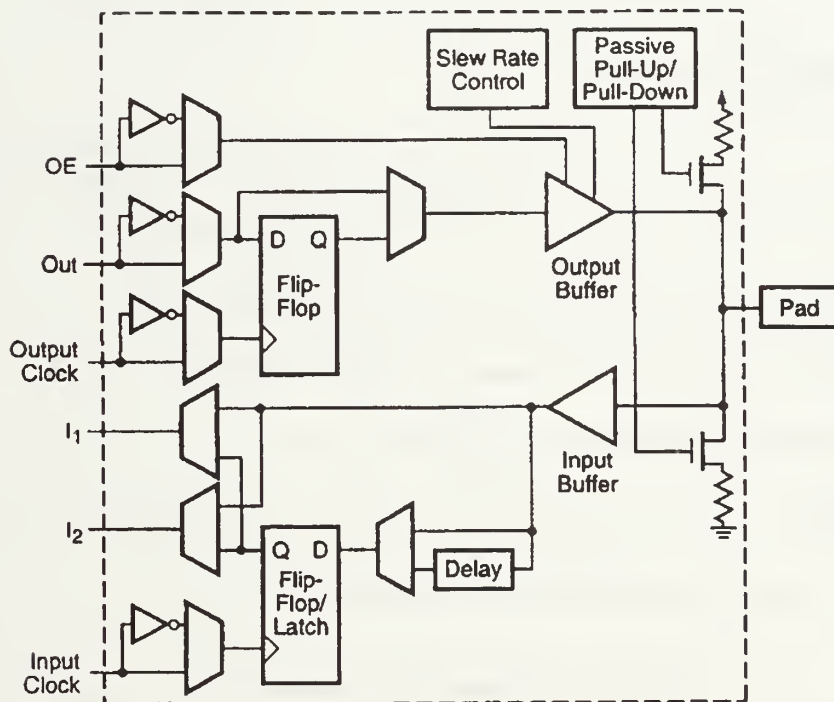 Slew Rate
Control
Passive
Pull-Up/
Pull-Down
OE
Out
D Q
Flip-
Flop
Output
Buffer
Pad
Output
Clock
I1
Input
Buffer
I2
Q D
Flip-
Flop/
Latch
Delay
Input
Clock